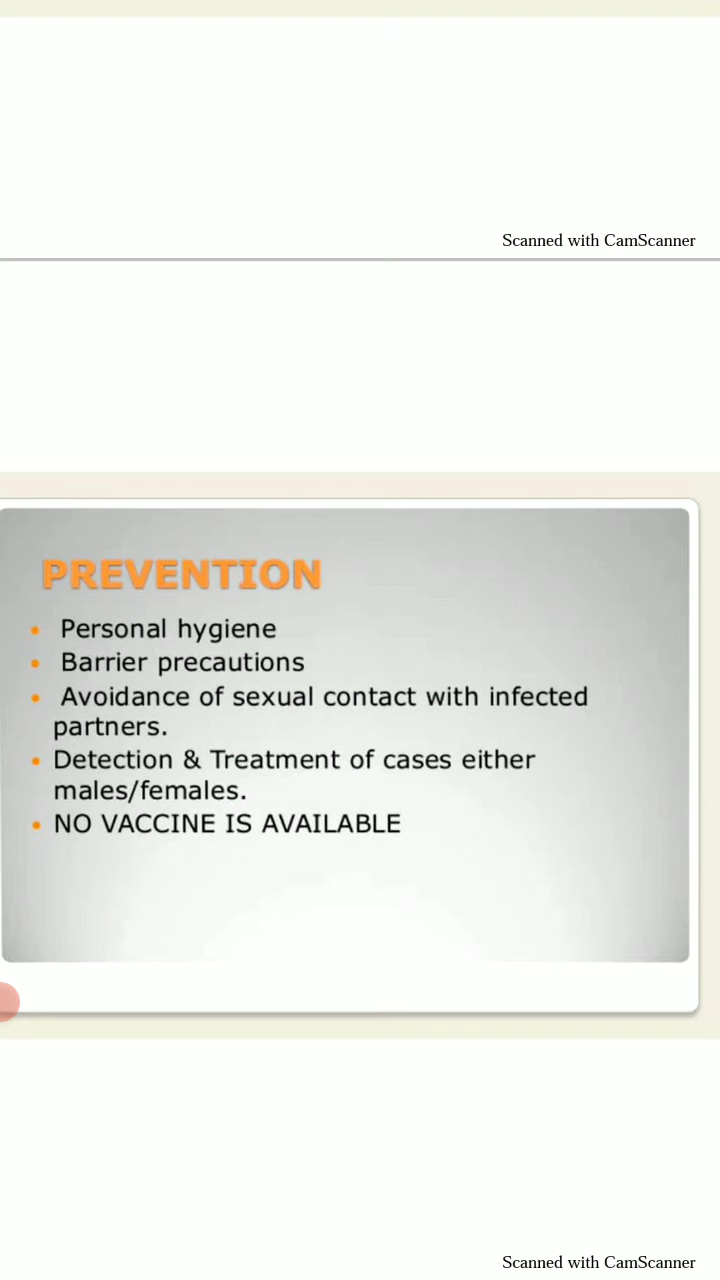 Scanned with CamScanner
PREVENTION
• Personal hygiene
• Barrier precautions
• Avoidance of sexual contact with infected
partners.
• Detection & Treatment of cases either
males/females.
• NO VACCINE IS AVAILABLE
Scanned with CamScanner